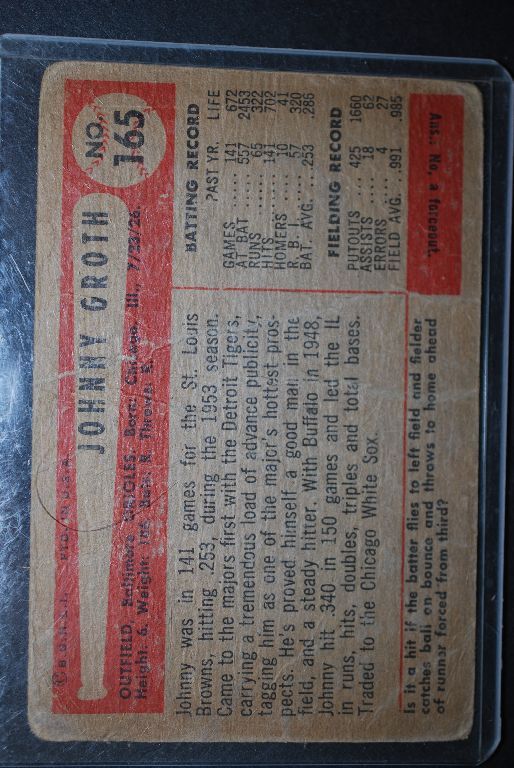 © B.G.H.L.I. PTD. IN U.S.A.
JOHNNY GROTH
NO. 165
OUTFIELD, Baltimore ORIOLES. Born: Chicago, Ill., 7/23/26.
Height: 6. Weight: Bats: R. Throws: R.
Johnny was in 141 games for the St. Louis
Browns, hitting .253, during the 1953 season.
Came to the majors first with the Detroit Tigers,
carrying a tremendous load of advance publicity,
tagging him as one of the major's hottest pros-
pects. He's proved himself a good man in the
field, and a steady hitter. With Buffalo in 1948,
Johnny hit .340 in 150 games and led the IL
in runs, hits, doubles, triples and total bases.
Traded to the Chicago White Sox.
BATTING RECORD
PAST YR. LIFE
GAMES ..... 141 672
AT BAT ..... 557 2453
RUNS ..... 65 322
HITS ..... 141 702
HOMERS .... 10 41
R. B. I. ..... 57 320
BAT. AVG. .. .253 .286
FIELDING RECORD
PUTOUTS .... 425 1660
ASSISTS ..... 18 62
ERRORS ..... 4 27
FIELD AVG. .. .991 .985
Is it a hit if the batter flies to left field and fielder
catches ball on bounce and throws to home ahead
of runner forced from third?
Ans.: No, a forceout.